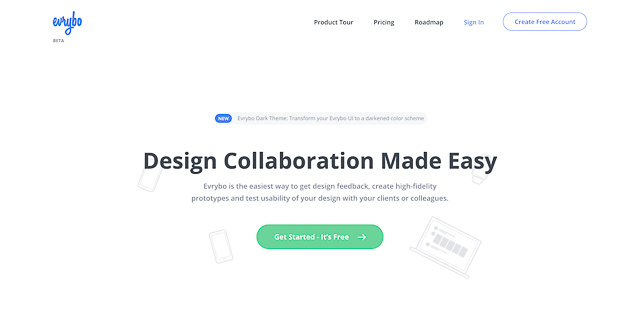 evrybo
BETA
Product Tour Pricing Roadmap Sign In Create Free Account
NEW Evrybo Dark Theme: Transform your Evrybo UI to a darkened color scheme
Design Collaboration Made Easy
Evrybo is the easiest way to get design feedback, create high-fidelity
prototypes and test usability of your design with your clients or colleagues.
Get Started - It's Free